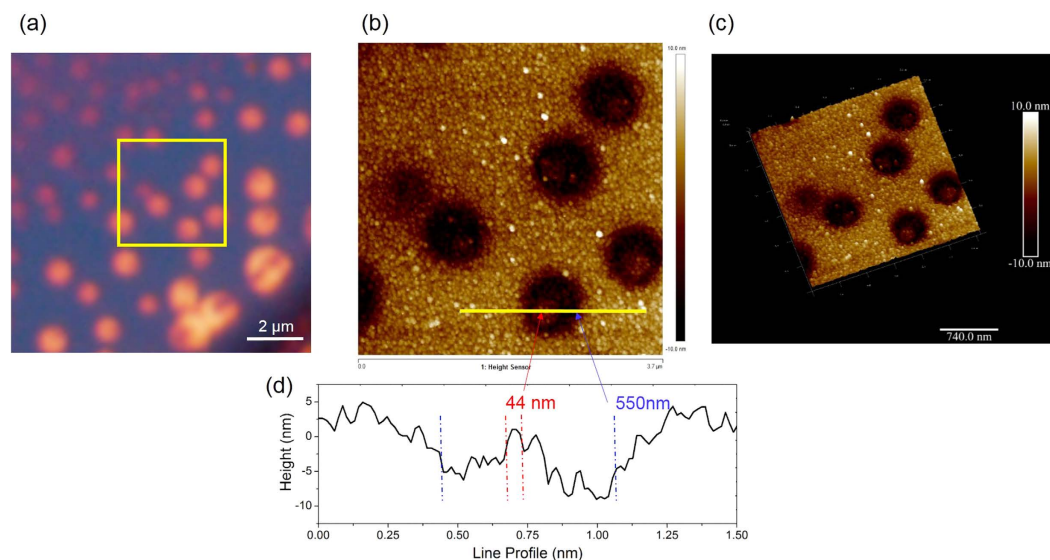 (a)
2 µm
(b)
10.0 nm
-10.0 nm
0.0
1: Height Sensor
3.7 µm
(c)
10.0 nm
-10.0 nm
740.0 nm
(d)
44 nm
550nm
Height (nm)
5
0
-5
-10
0.00 0.25 0.50 0.75 1.00 1.25 1.50
Line Profile (nm)